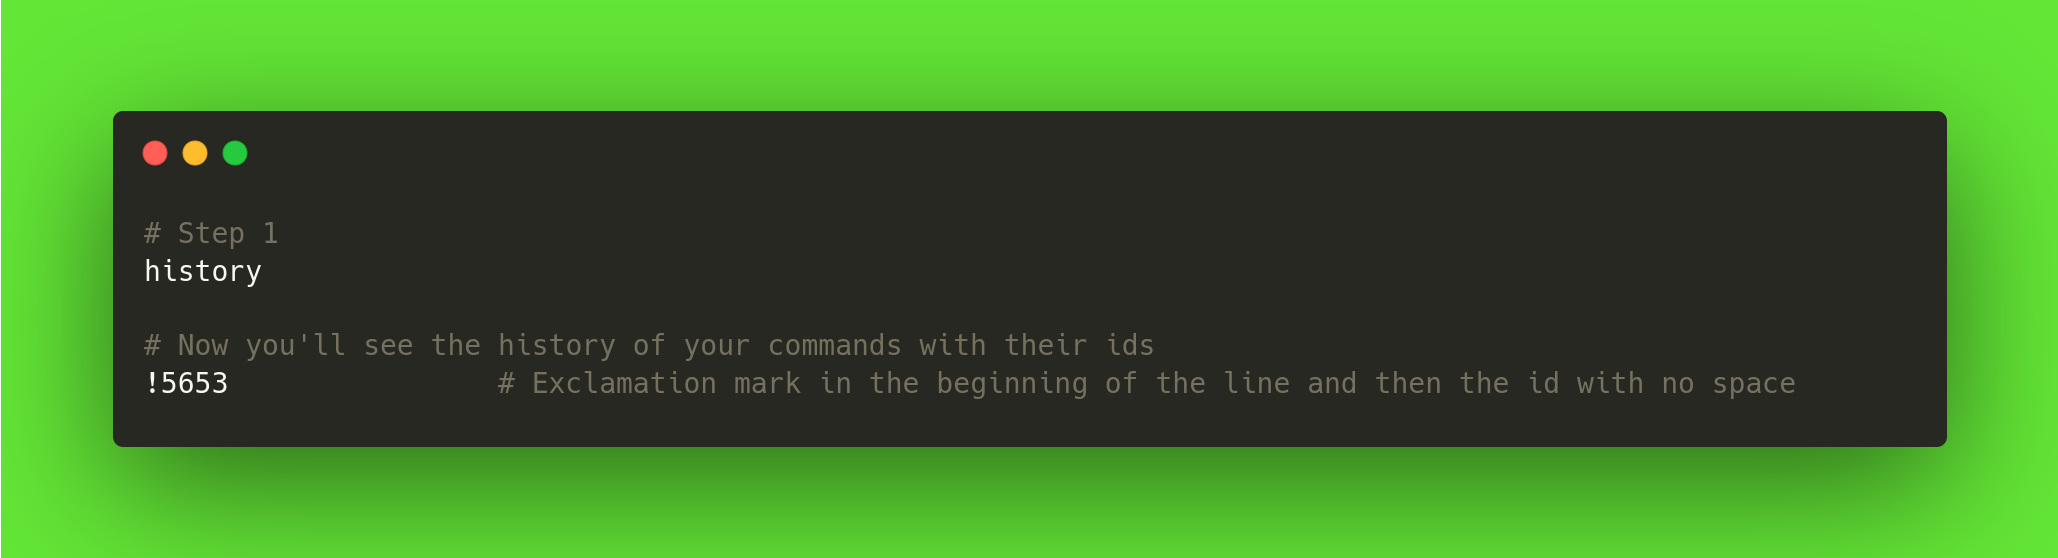 # Step 1
history
# Now you'll see the history of your commands with their ids
!5653                # Exclamation mark in the beginning of the line and then the id with no space